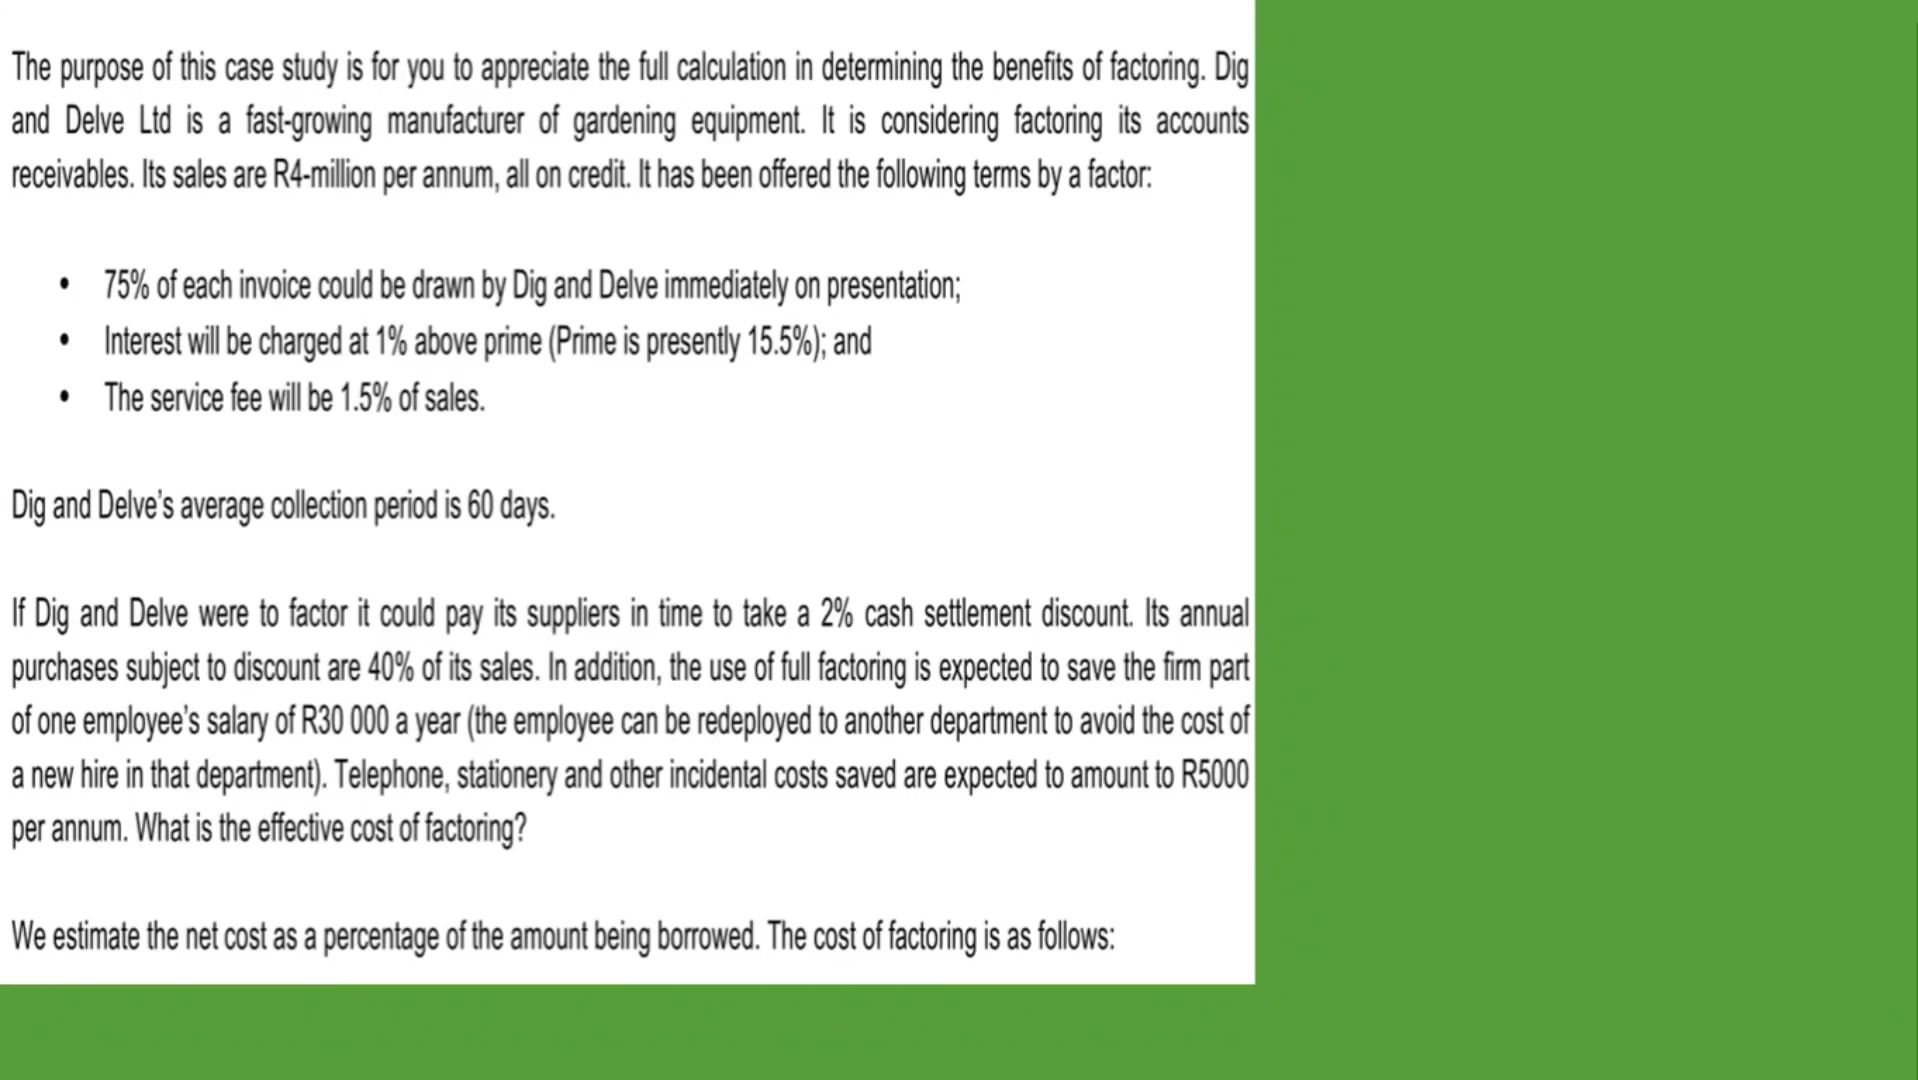 The purpose of this case study is for you to appreciate the full calculation in determining the benefits of factoring. Dig
and Delve Ltd is a fast-growing manufacturer of gardening equipment. It is considering factoring its accounts
receivables. Its sales are R4-million per annum, all on credit. It has been offered the following terms by a factor:
• 75% of each invoice could be drawn by Dig and Delve immediately on presentation;
• Interest will be charged at 1% above prime (Prime is presently 15.5%); and
• The service fee will be 1.5% of sales.
Dig and Delve’s average collection period is 60 days.
If Dig and Delve were to factor it could pay its suppliers in time to take a 2% cash settlement discount. Its annual
purchases subject to discount are 40% of its sales. In addition, the use of full factoring is expected to save the firm part
of one employee’s salary of R30 000 a year (the employee can be redeployed to another department to avoid the cost of
a new hire in that department). Telephone, stationery and other incidental costs saved are expected to amount to R5000
per annum. What is the effective cost of factoring?
We estimate the net cost as a percentage of the amount being borrowed. The cost of factoring is as follows: